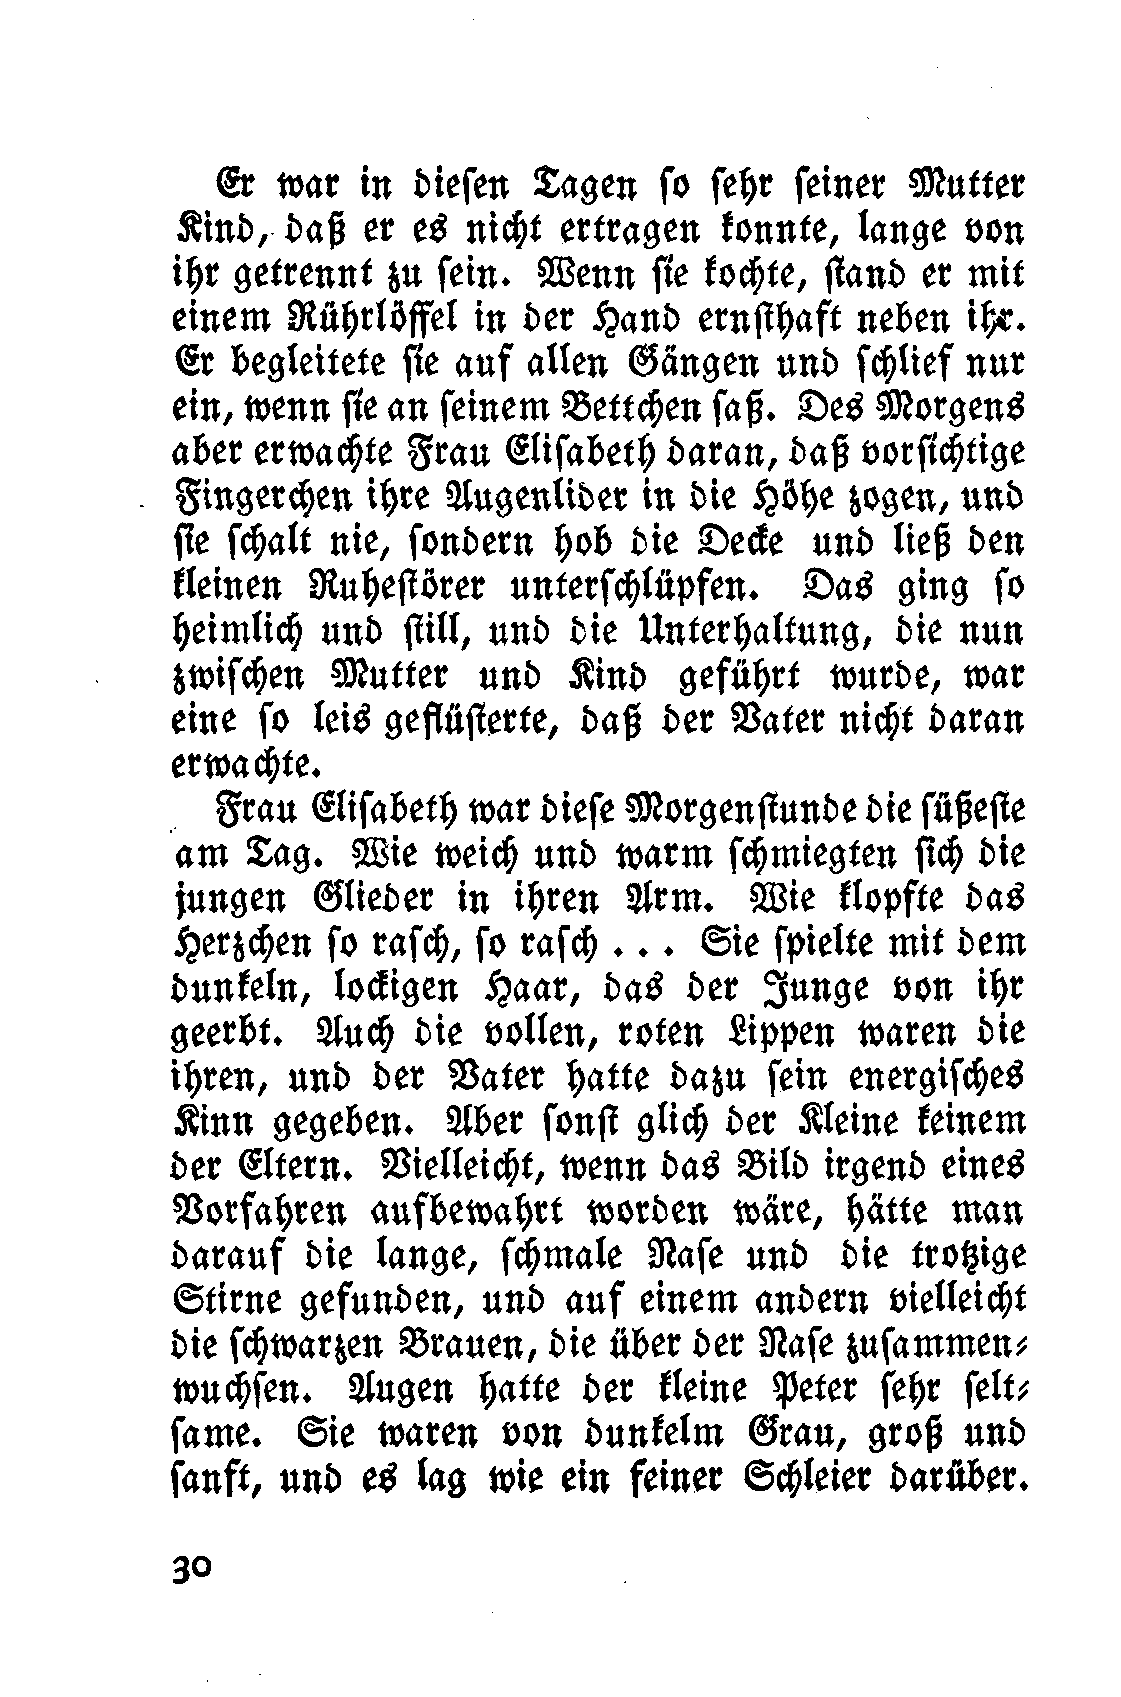 Er war in diesen Tagen so sehr seiner Mutter
Kind, daß er es nicht ertragen konnte, lange von
ihr getrennt zu sein. Wenn sie kochte, stand er mit
einem Rührlöffel in der Hand ernsthaft neben ihr.
Er begleitete sie auf allen Gängen und schlief nur
ein, wenn sie an seinem Bettchen saß. Des Morgens
aber erwachte Frau Elisabeth daran, daß vorsichtige
Fingerchen ihre Augenlider in die Höhe zogen, und
sie schalt nie, sondern hob die Decke und ließ den
kleinen Ruhestörer unterschlüpfen. Das ging so
heimlich und still, und die Unterhaltung, die nun
zwischen Mutter und Kind geführt wurde, war
eine so leis geflüsterte, daß der Vater nicht daran
erwachte.
Frau Elisabeth war diese Morgenstunde die süßeste
am Tag. Wie weich und warm schmiegten sich die
jungen Glieder in ihren Arm. Wie klopfte das
Herzchen so rasch, so rasch . . . Sie spielte mit dem
dunkeln, lockigen Haar, das der Junge von ihr
geerbt. Auch die vollen, roten Lippen waren die
ihren, und der Vater hatte dazu sein energisches
Kinn gegeben. Aber sonst glich der Kleine keinem
der Eltern. Vielleicht, wenn das Bild irgend eines
Vorfahren aufbewahrt worden wäre, hätte man
darauf die lange, schmale Nase und die trotzige
Stirne gefunden, und auf einem andern vielleicht
die schwarzen Brauen, die über der Nase zusammen-
wuchsen. Augen hatte der kleine Peter sehr selt-
same. Sie waren von dunkelm Grau, groß und
sanft, und es lag wie ein feiner Schleier darüber.
30